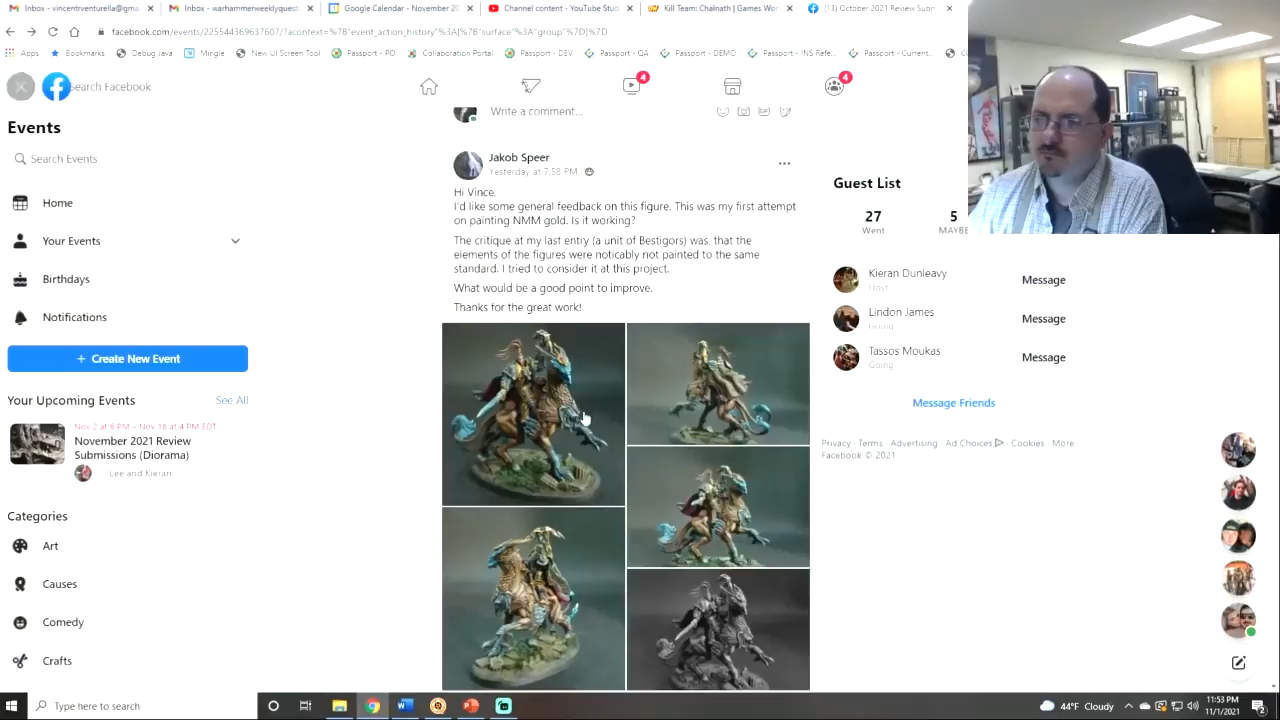 Inbox - vincentrventurella@gma
Inbox - warhammerweeklyquest
Google Calendar - November 20
Channel content - YouTube Stud
Kill Team: Chalnath | Games Wor
(13) October 2021 Review Subm
facebook.com/events/225544369637607/?acontext=%7B"event_action_history"%3A[%7B"surface"%3A"group"%7D]%7D
Apps
Bookmarks
Debug Java
Mingle
New UI Screen Tool
Passport - PO
Collaboration Portal
Passport - DEV
Passport - QA
Passport - DEMO
Passport - INS Refe...
Passport - Current...
Search Facebook
4
4
Events
Search Events
Home
Your Events
Birthdays
Notifications
+ Create New Event
Your Upcoming Events
See All
Nov 2 at 6 PM – Nov 16 at 4 PM EDT
November 2021 Review
Submissions (Diorama)
Lee and Kieran
Categories
Art
Causes
Comedy
Crafts
Write a comment...
Jakob Speer
Yesterday at 7:58 PM
Hi Vince,
I'd like some general feedback on this figure. This was my first attempt
on painting NMM gold. Is it working?
The critique at my last entry (a unit of Bestigors) was, that the
elements of the figures were noticably not painted to the same
standard. I tried to consider it at this project.
What would be a good point to improve.
Thanks for the great work!
Guest List
27
Went
5
MAYBE
Kieran Dunleavy
Host
Message
Lindon James
Going
Message
Tassos Moukas
Going
Message
Message Friends
Privacy · Terms · Advertising · Ad Choices · Cookies · More
Facebook © 2021
Type here to search
44°F Cloudy
11:53 PM
11/1/2021
2